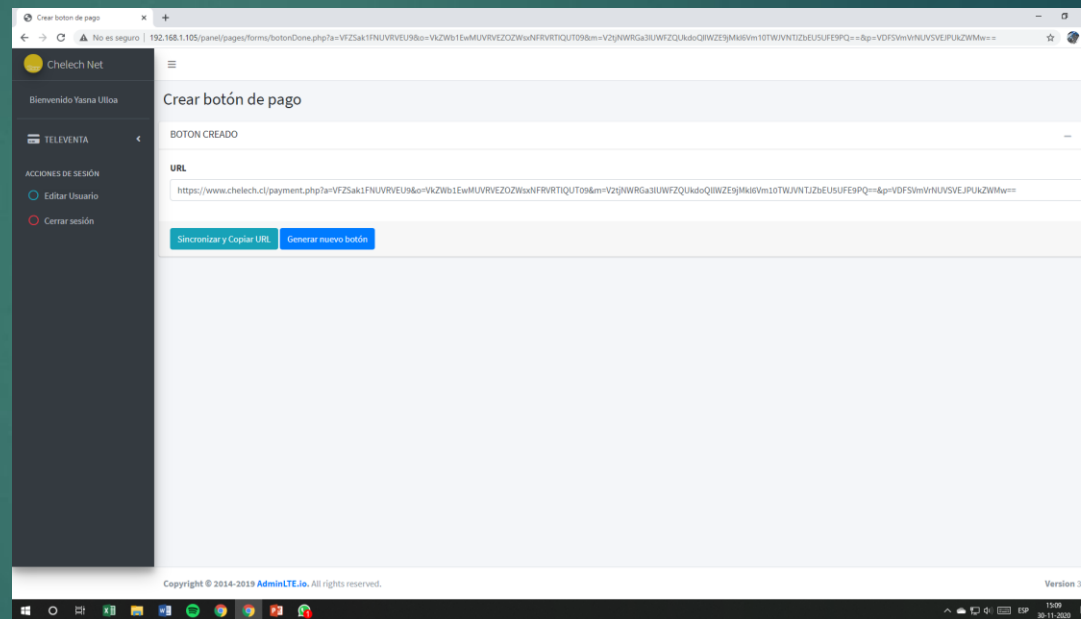 Crear boton de pago
No es seguro | 192.168.1.105/panel/pages/forms/botonDone.php?a=VFZSak1FNUVRVEU9&o=VkZWb1EwMUVRVEZOZWsxNFRVRTlQUT09&m=V2tjNWRGa3lUWFZQUkdoQllWZE9jMkl6Vm10TWJVNTJZbEU5UFE9PQ==&p=VDFSVmVrNUVSVEJPUkZWMw==
Chelech Net
Bienvenido Yasna Ulloa
TELEVENTA
ACCIONES DE SESIÓN
Editar Usuario
Cerrar sesión
Crear botón de pago
BOTON CREADO
URL
https://www.chelech.cl/payment.php?a=VFZSak1FNUVRVEU9&o=VkZWb1EwMUVRVEZOZWsxNFRVRTlQUT09&m=V2tjNWRGa3lUWFZQUkdoQllWZE9jMkl6Vm10TWJVNTJZbEU5UFE9PQ==&p=VDFSVmVrNUVSVEJPUkZWMw==
Sincronizar y Copiar URL
Generar nuevo botón
Copyright © 2014-2019 AdminLTE.io. All rights reserved.
Version 3
ESP
15:09
30-11-2020